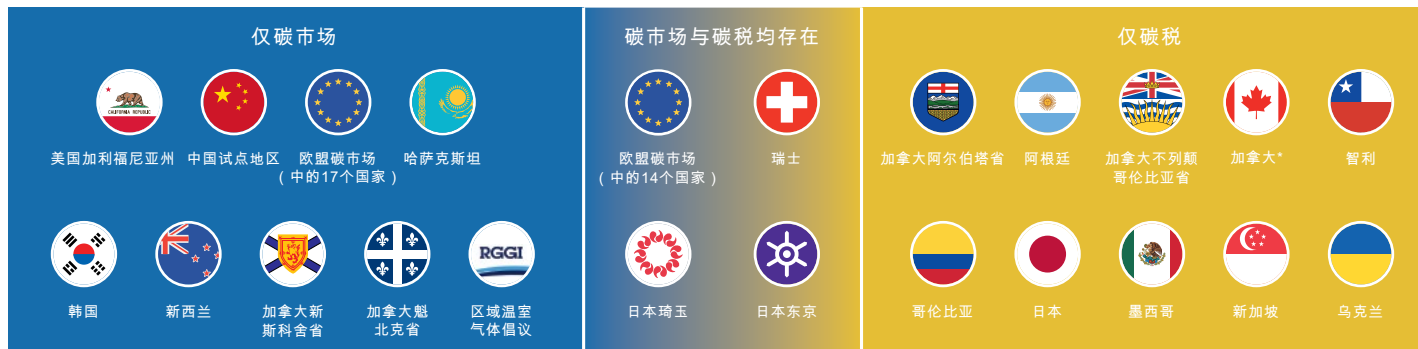 仅碳市场
CALIFORNIA REPUBLIC
美国加利福尼亚州
中国试点地区
欧盟碳市场
(中的17个国家)
哈萨克斯坦
韩国
新西兰
加拿大新
斯科舍省
加拿大魁
北克省
RGGI
区域温室
气体倡议
碳市场与碳税均存在
欧盟碳市场
(中的14个国家)
瑞士
日本琦玉
日本东京
仅碳税
加拿大阿尔伯塔省
阿根廷
加拿大不列颠
哥伦比亚省
加拿大*
智利
哥伦比亚
日本
墨西哥
新加坡
乌克兰